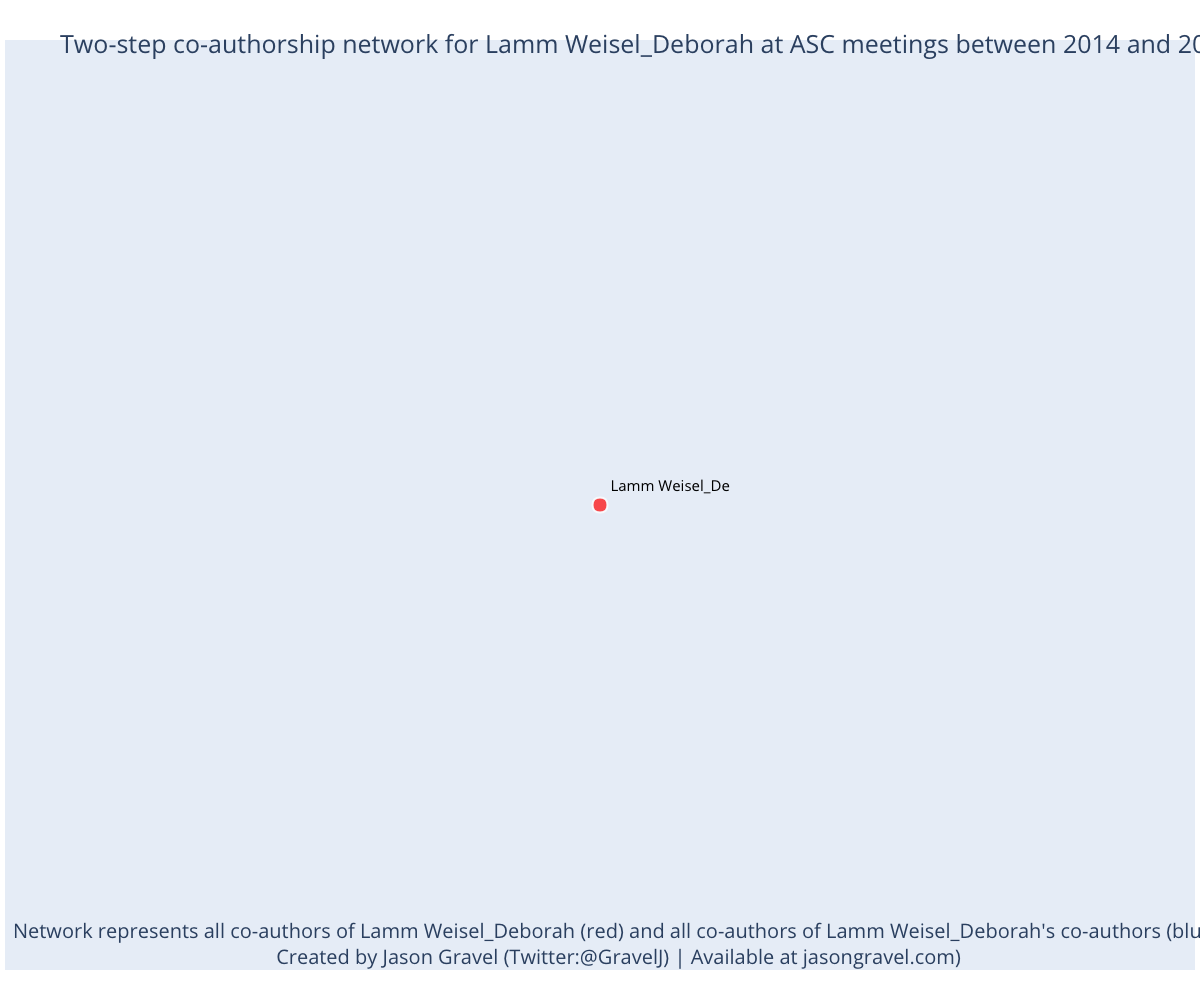 Two-step co-authorship network for Lamm Weisel_Deborah at ASC meetings between 2014 and 20
Lamm Weisel_De
Network represents all co-authors of Lamm Weisel_Deborah (red) and all co-authors of Lamm Weisel_Deborah's co-authors (blu
Created by Jason Gravel (Twitter:@GravelJ) | Available at jasongravel.com)